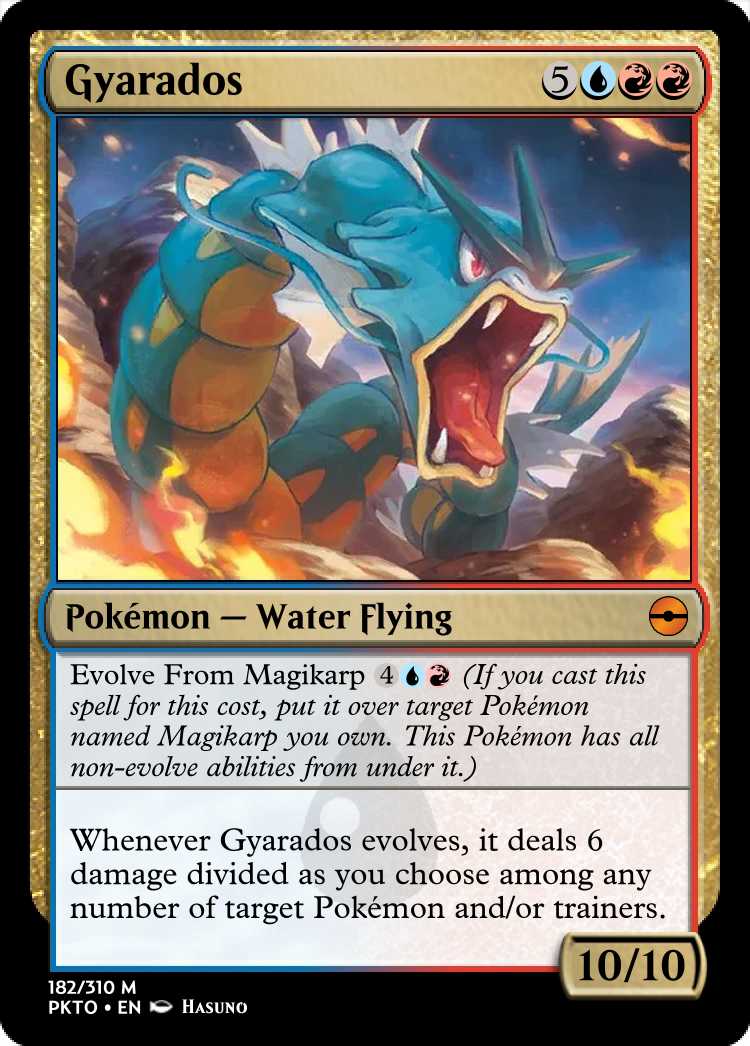 Gyarados 5
Pokémon — Water Flying
Evolve From Magikarp 4 (If you cast this
spell for this cost, put it over target Pokémon
named Magikarp you own. This Pokémon has all
non-evolve abilities from under it.)
Whenever Gyarados evolves, it deals 6
damage divided as you choose among any
number of target Pokémon and/or trainers.
10/10
182/310 M
PKTO • EN Hasuno